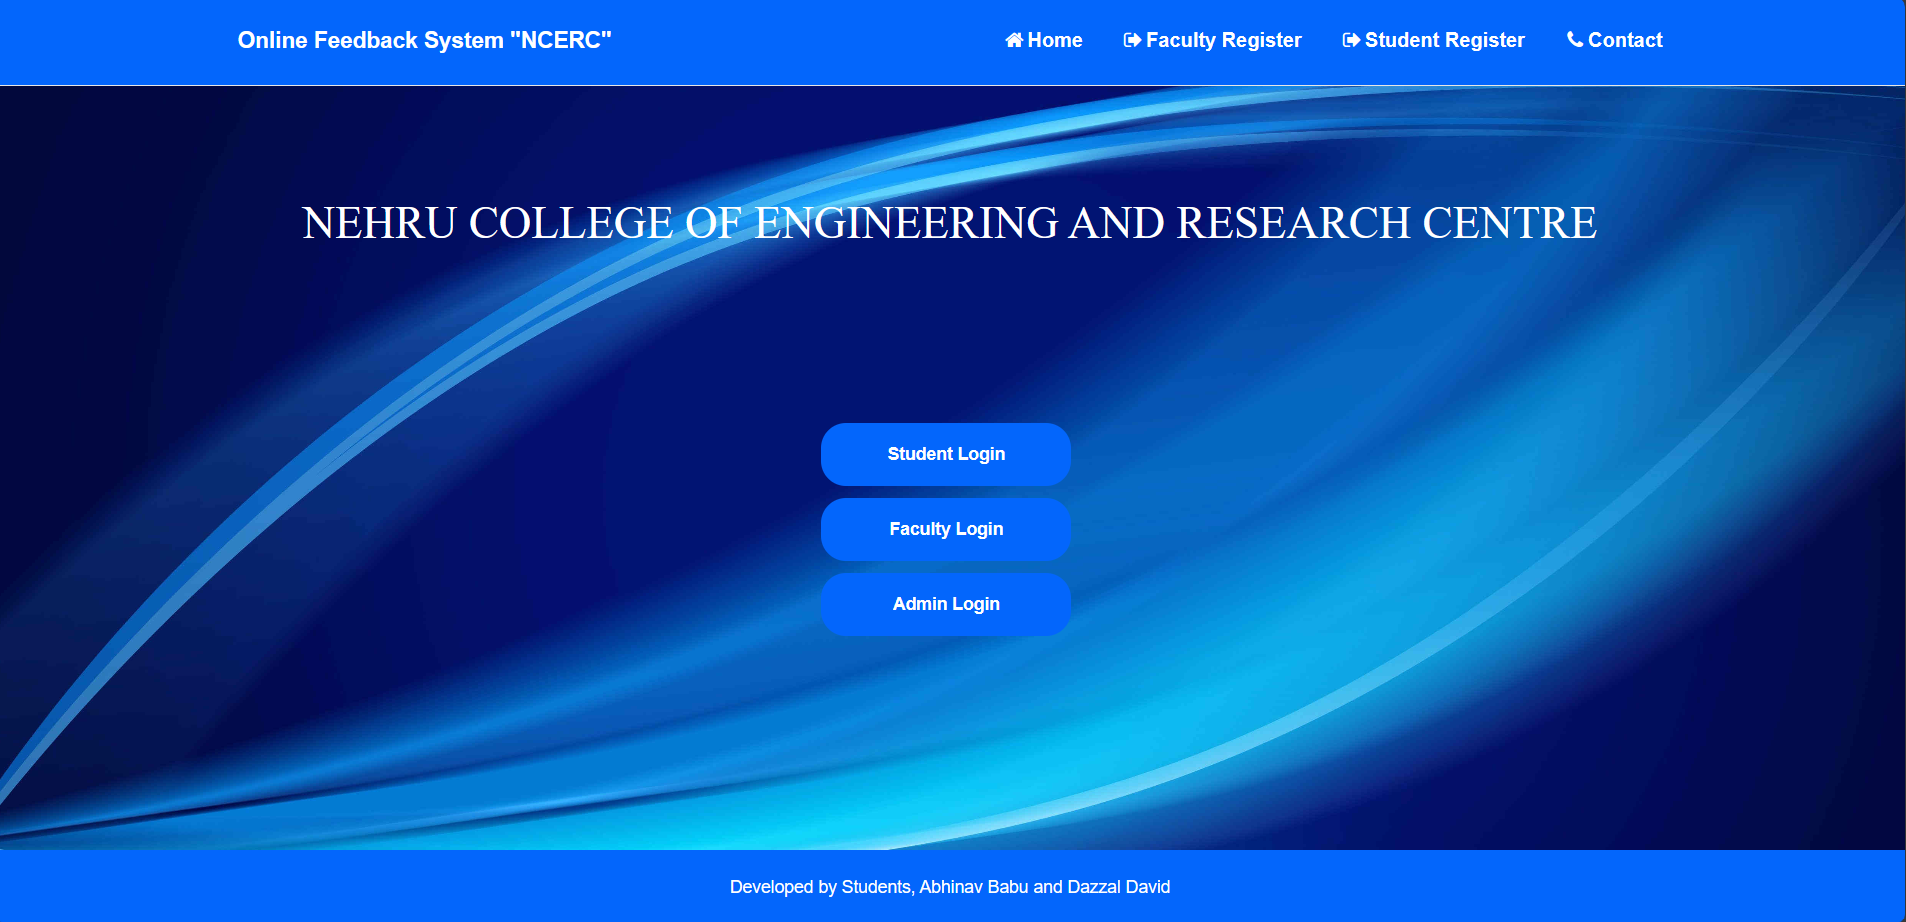 Online Feedback System "NCERC"
Home Faculty Register Student Register Contact
NEHRU COLLEGE OF ENGINEERING AND RESEARCH CENTRE
Student Login
Faculty Login
Admin Login
Developed by Students, Abhinav Babu and Dazzal David